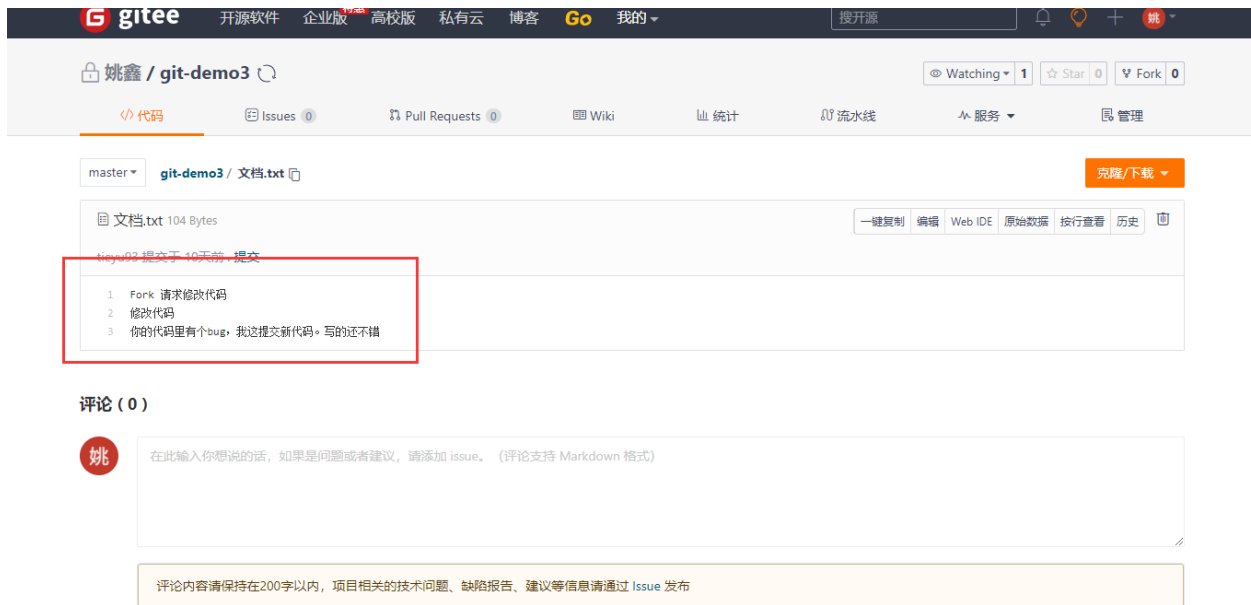 gitee 开源软件 企业版 特惠 高校版 私有云 博客 Go 我的 搜开源 姚
姚鑫 / git-demo3 Watching 1 Star 0 Fork 0
代码 Issues 0 Pull Requests 0 Wiki 统计 流水线 服务 管理
master git-demo3 / 文档.txt 克隆/下载
文档.txt 104 Bytes 一键复制 编辑 Web IDE 原始数据 按行查看 历史
tieyu93 提交于 10天前 . 提交
1 Fork 请求修改代码
2 修改代码
3 你的代码里有个bug，我这提交新代码。写的还不错
评论 ( 0 )
姚 在此输入你想说的话，如果是问题或者建议，请添加 issue。（评论支持 Markdown 格式）
评论内容请保持在200字以内，项目相关的技术问题、缺陷报告、建议等信息请通过 Issue 发布